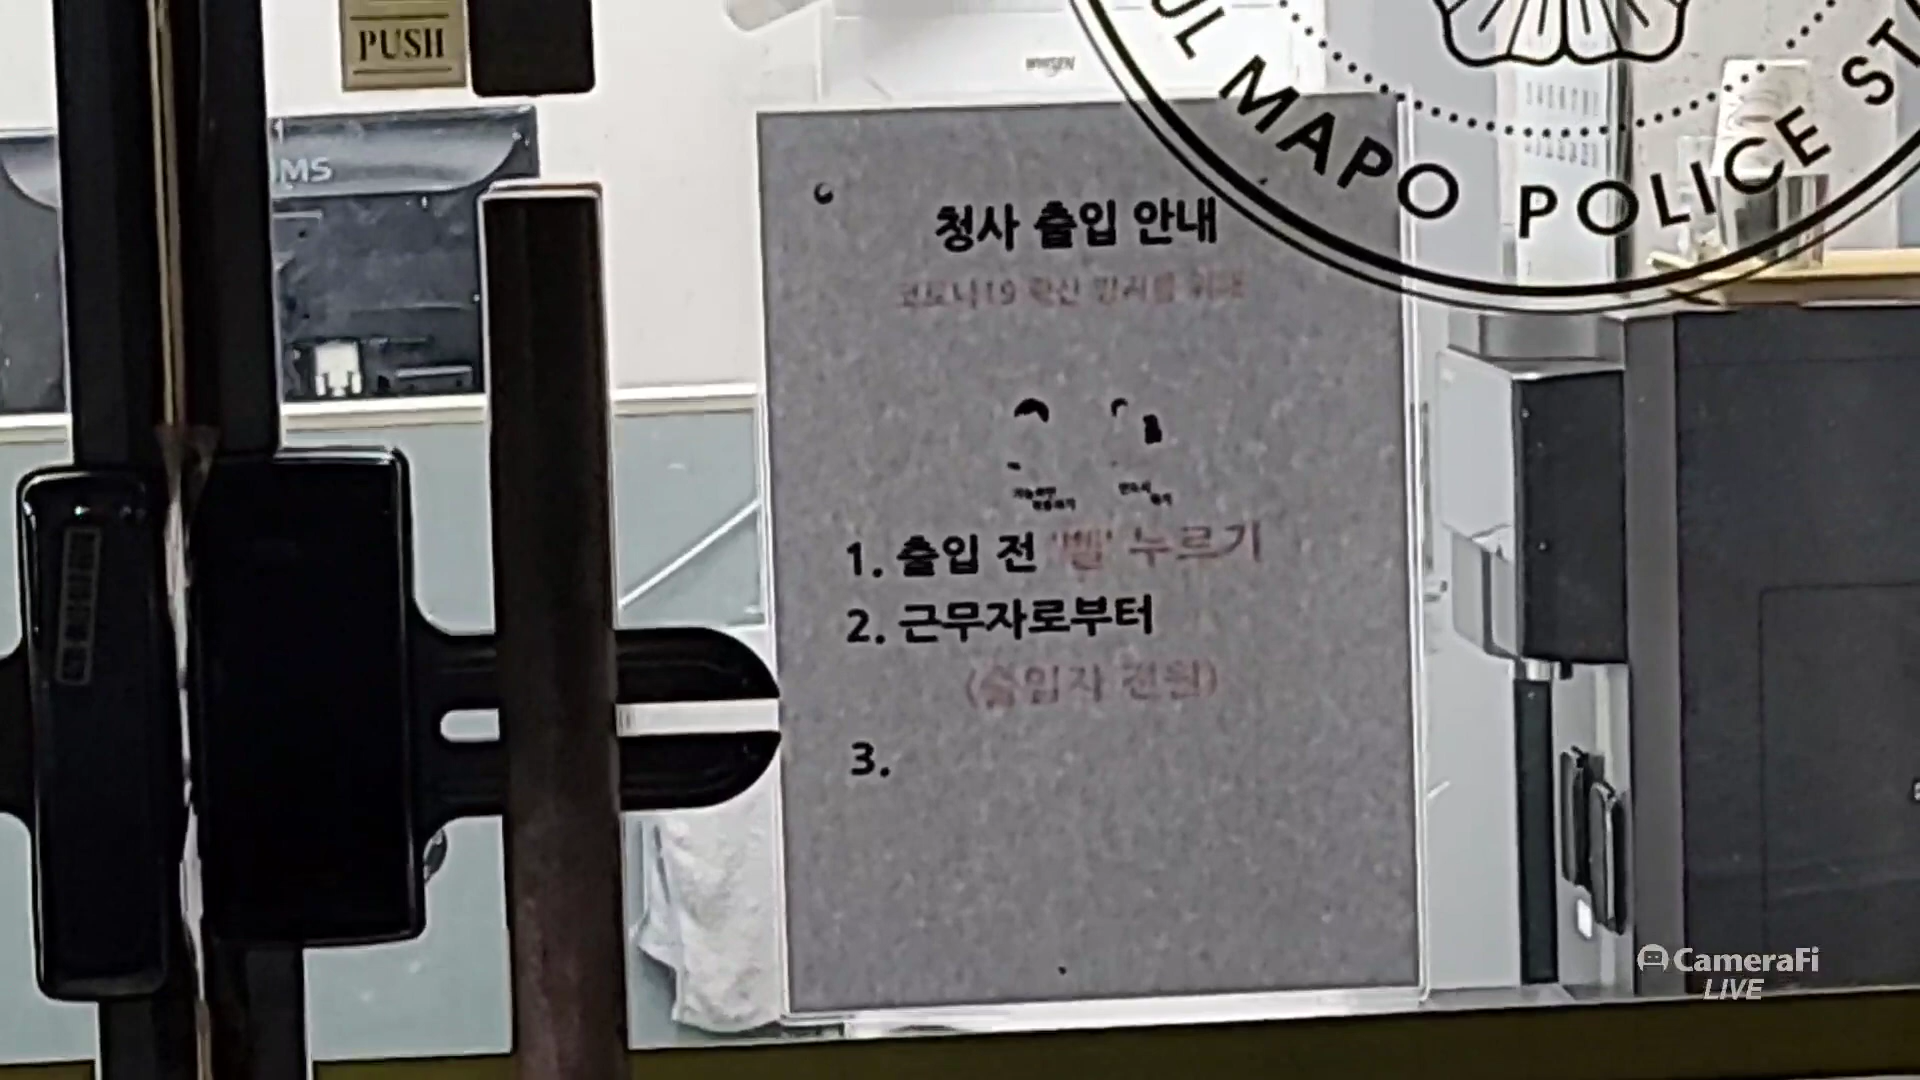 PUSH
WHISEN
UL MAPO POLICE ST
MS
청사 출입 안내
코로나19 확산 방지를 위해
1. 출입 전 '벨' 누르기
2. 근무자로부터
(출입자 전원)
3.
CameraFi
LIVE